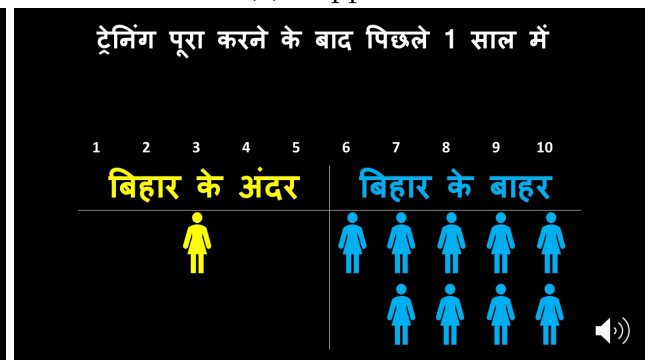 ट्रेनिंग पूरा करने के बाद पिछले 1 साल में
1 2 3 4 5 6 7 8 9 10
बिहार के अंदर बिहार के बाहर